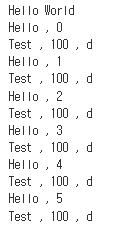 Hello World
Hello , 0
Test , 100 , d
Hello , 1
Test , 100 , d
Hello , 2
Test , 100 , d
Hello , 3
Test , 100 , d
Hello , 4
Test , 100 , d
Hello , 5
Test , 100 , d